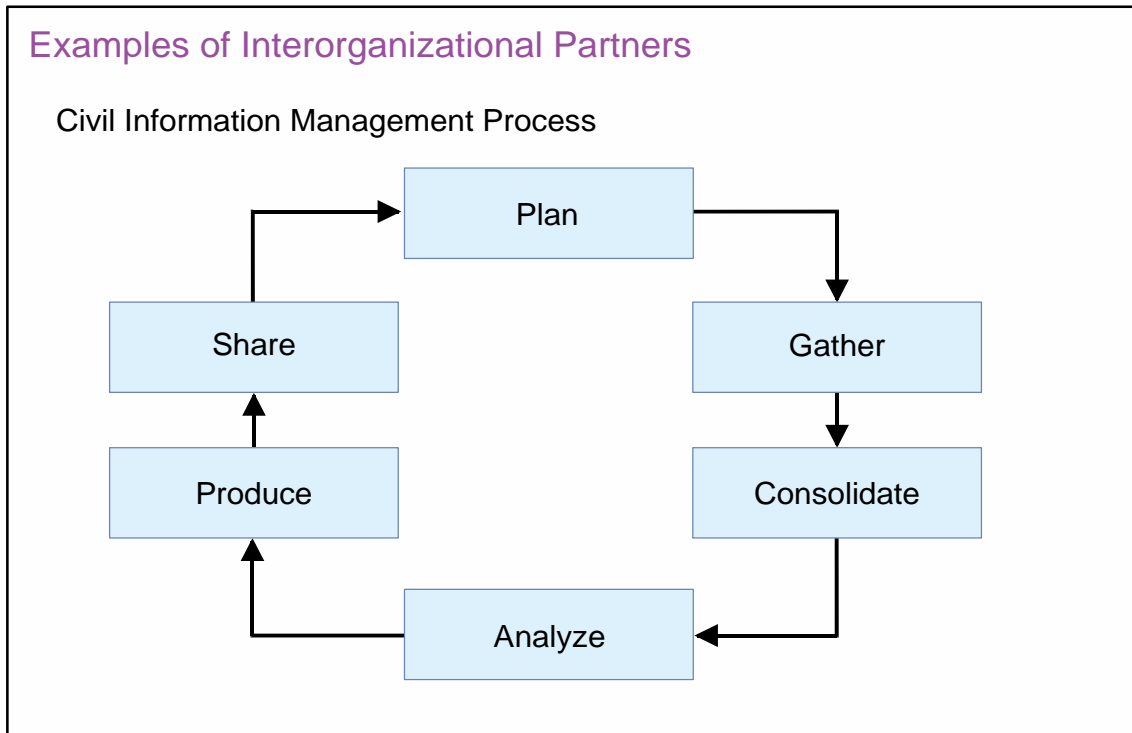 Examples of Interorganizational Partners
Civil Information Management Process
Plan
Share
Gather
Produce
Consolidate
Analyze